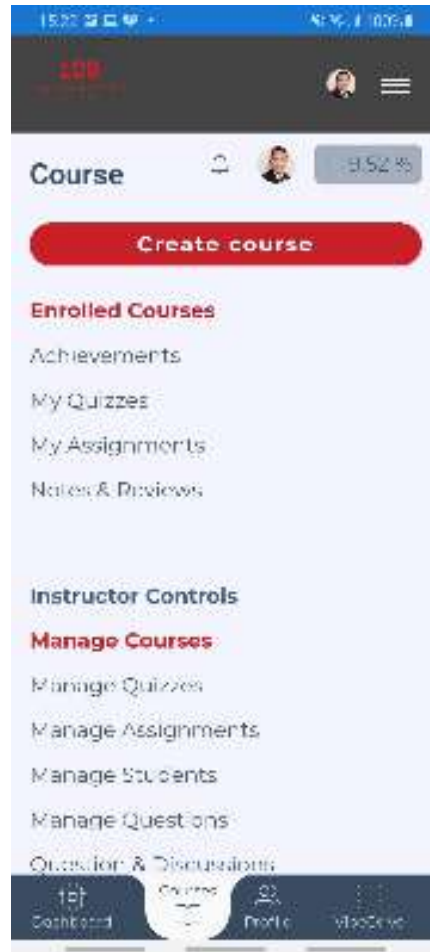 Course
Create course
Enrolled Courses
Achievements
My Quizzes
My Assignments
Notes & Reviews
Instructor Controls
Manage Courses
Manage Quizzes
Manage Assignments
Manage Students
Manage Questions
Question & Discussions
Dashboard
Courses
Profile